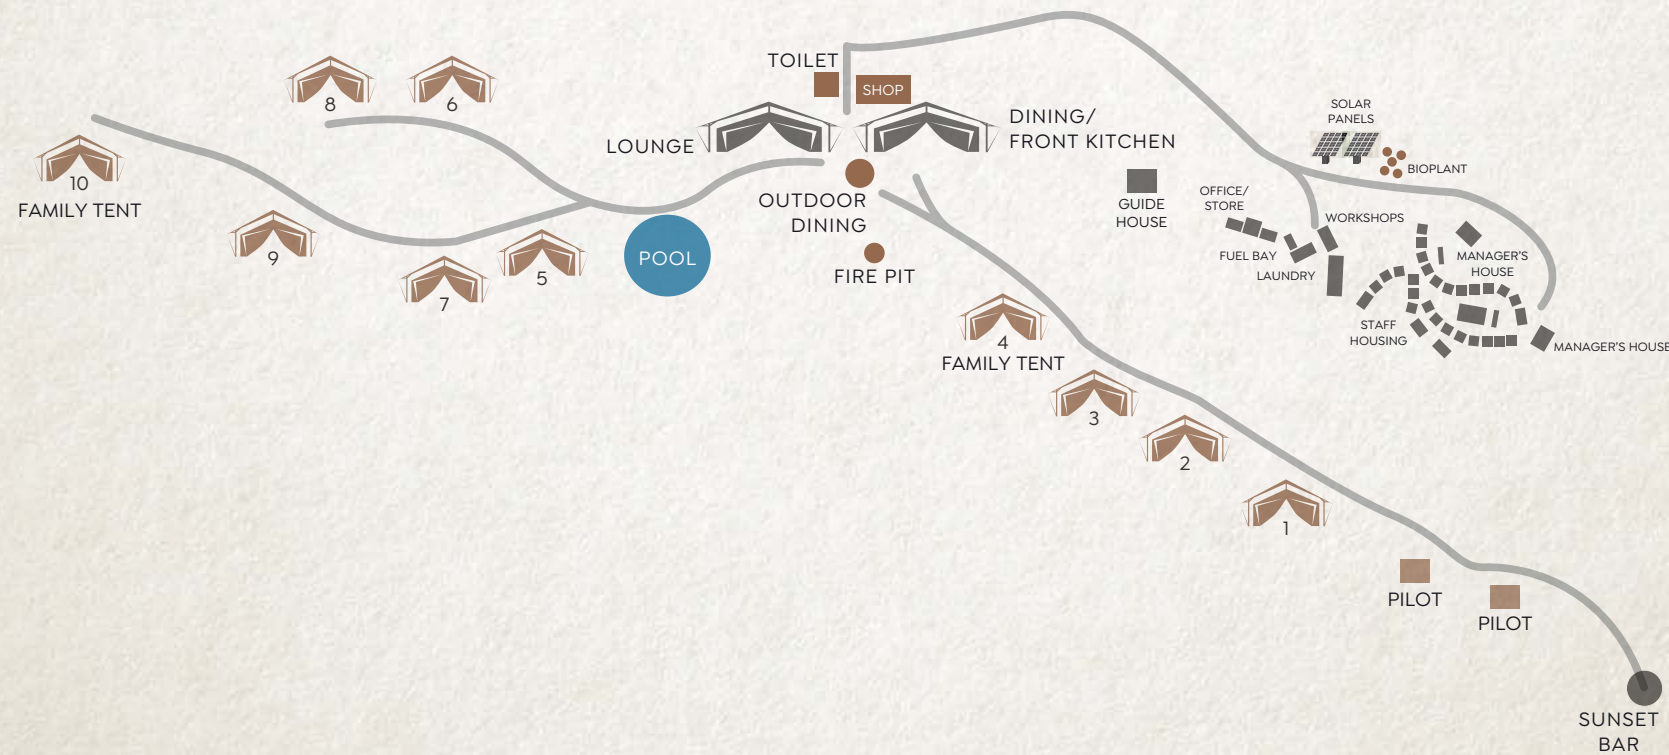 TOILET
SHOP
8
6
LOUNGE
DINING/
FRONT KITCHEN
SOLAR
PANELS
BIOPLANT
10
FAMILY TENT
OUTDOOR
DINING
GUIDE
HOUSE
OFFICE/
STORE
WORKSHOPS
FUEL BAY
LAUNDRY
MANAGER'S
HOUSE
9
7
5
POOL
FIRE PIT
STAFF
HOUSING
MANAGER'S HOUSE
4
FAMILY TENT
3
2
1
PILOT
PILOT
SUNSET
BAR